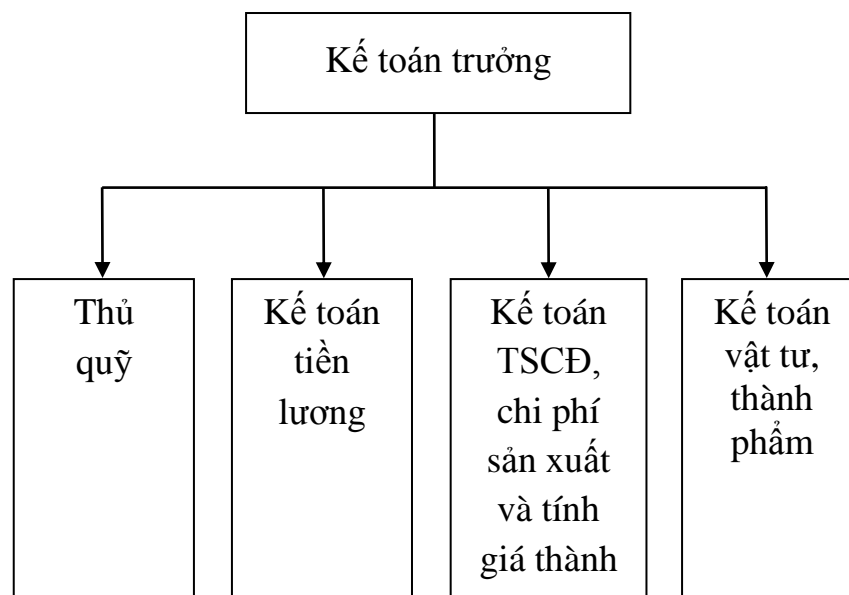 Kế toán trưởng
Thủ
quỹ
Kế toán
tiền
lương
Kế toán
TSCĐ,
chi phí
sản xuất
và tính
giá thành
Kế toán
vật tư,
thành
phẩm